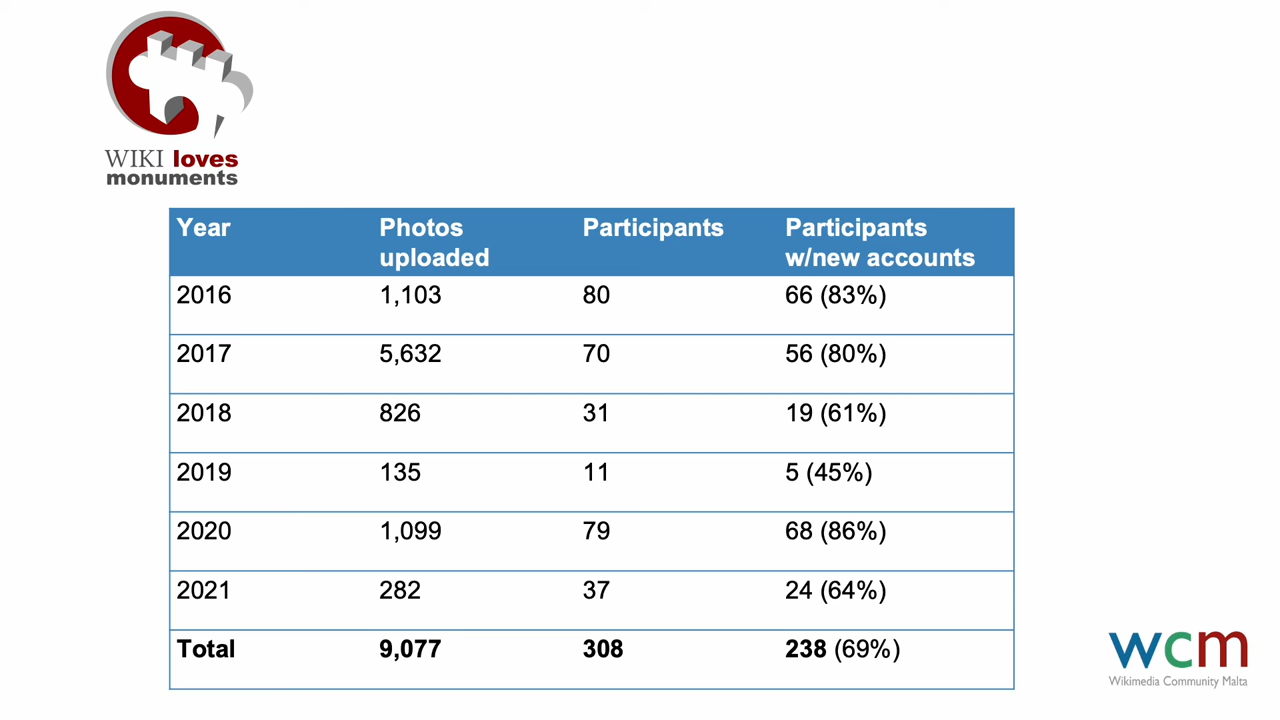 WIKI loves
monuments
Year Photos uploaded Participants Participants w/new accounts
2016 1,103 80 66 (83%)
2017 5,632 70 56 (80%)
2018 826 31 19 (61%)
2019 135 11 5 (45%)
2020 1,099 79 68 (86%)
2021 282 37 24 (64%)
Total 9,077 308 238 (69%)
wcm
Wikimedia Community Malta